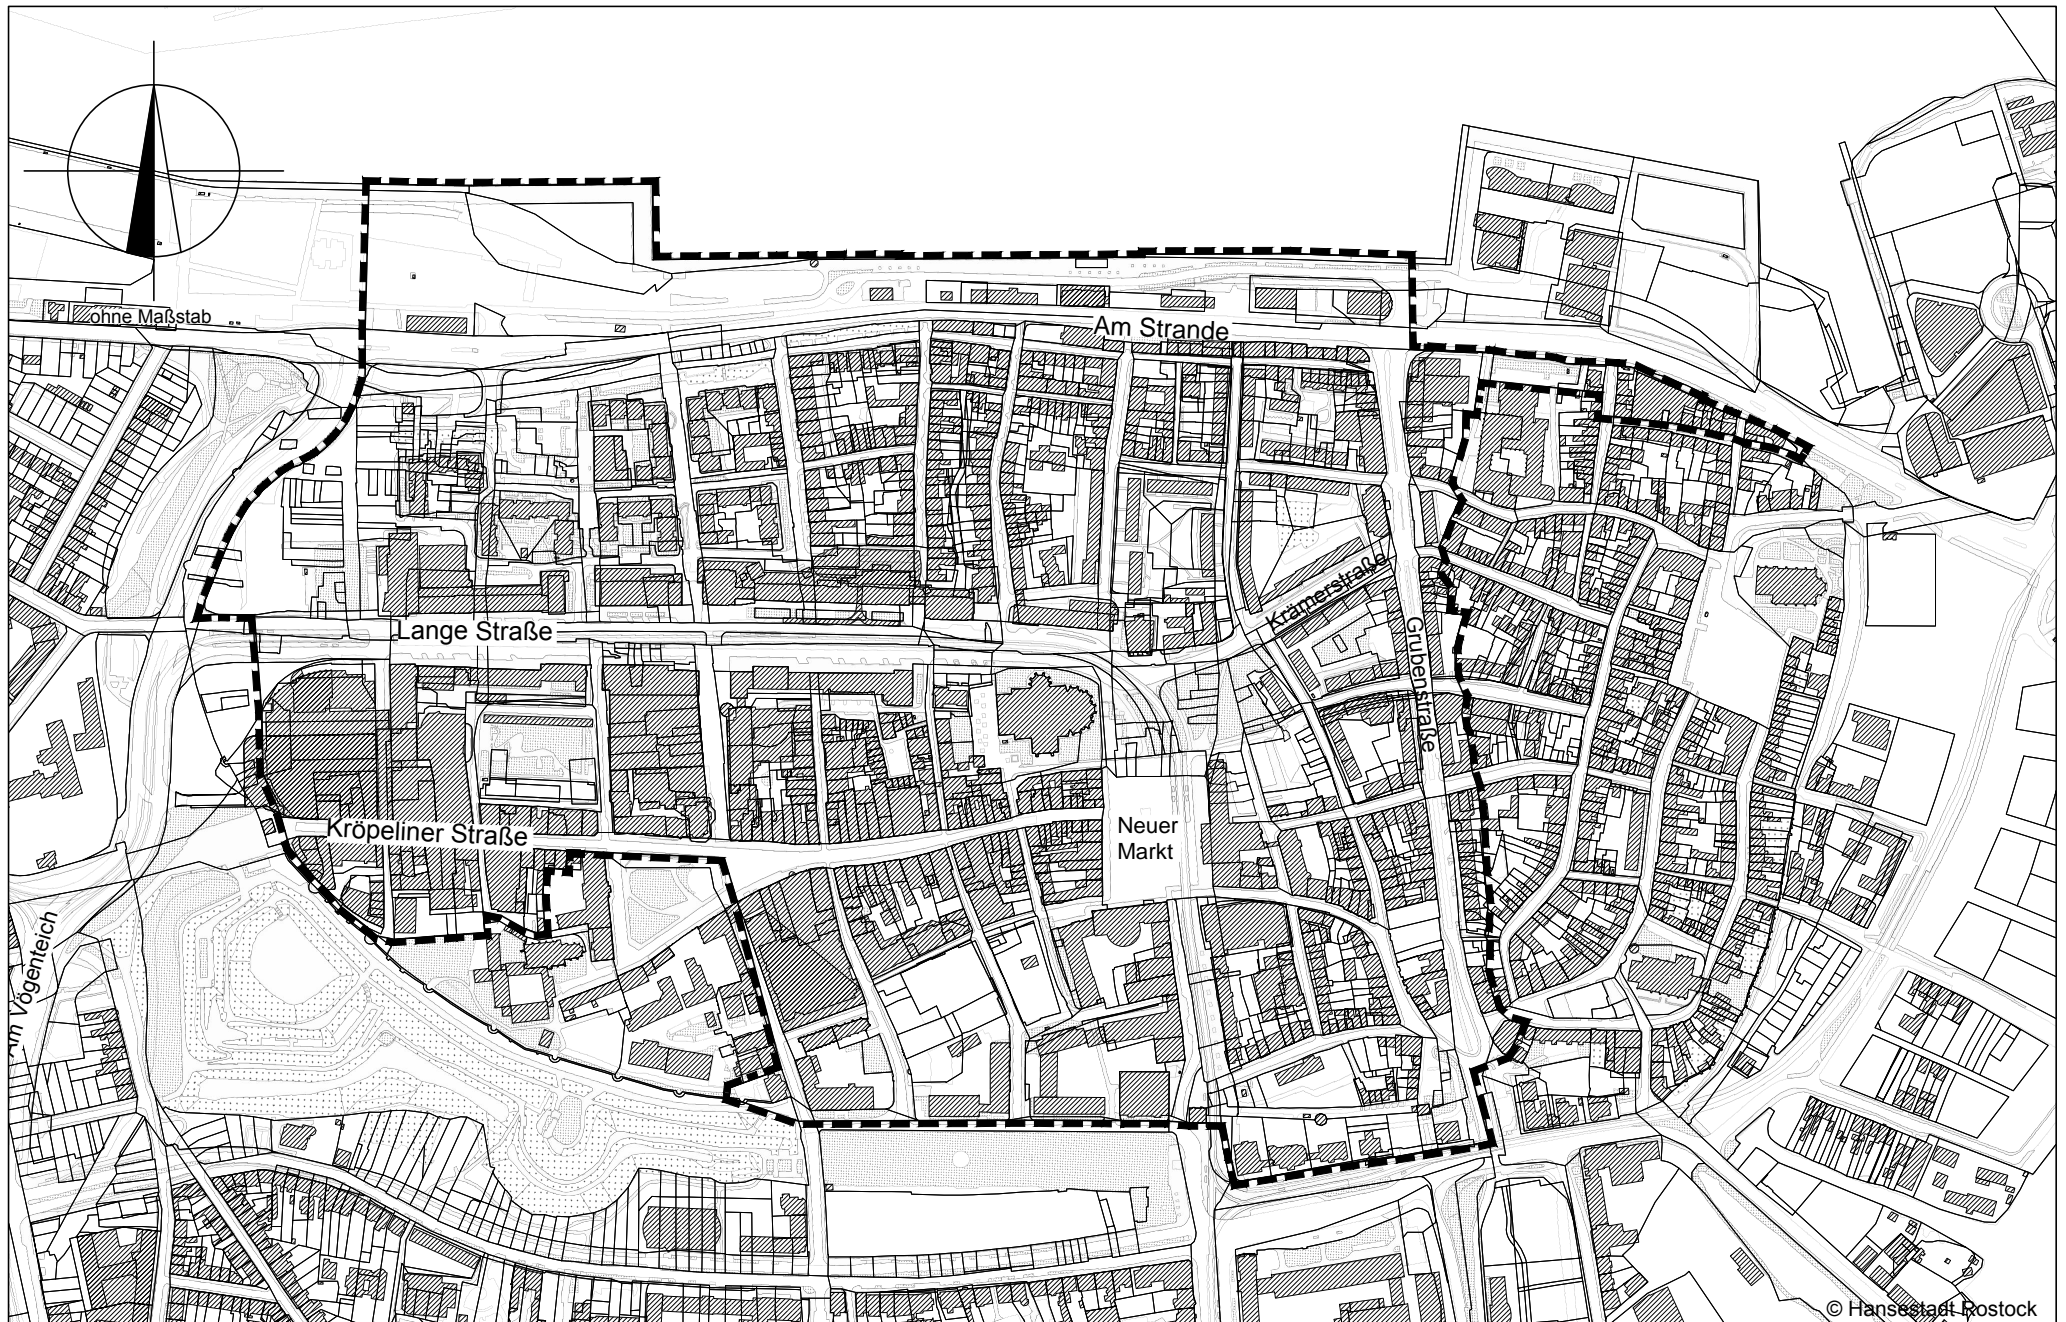 ohne Maßstab
Am Strande
Krämerstraße
Lange Straße
Grubenstraße
Kröpeliner Straße
Neuer
Markt
Am Vögenteich
© Hansestadt Rostock